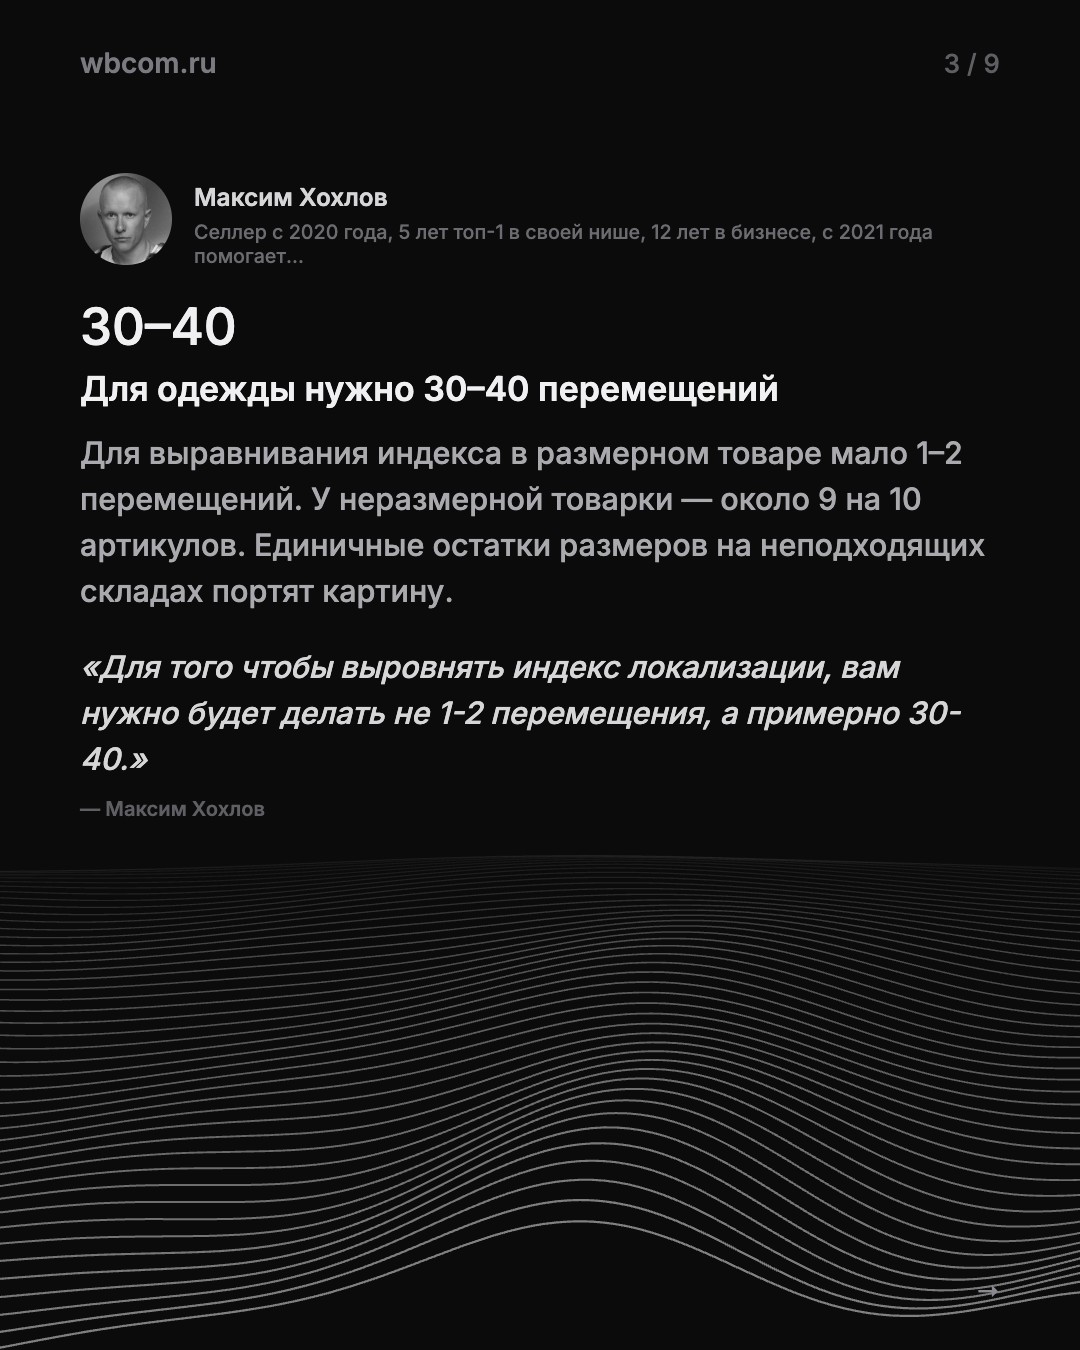 wbcom.ru
3 / 9
Максим Хохлов
Селлер с 2020 года, 5 лет топ-1 в своей нише, 12 лет в бизнесе, с 2021 года
помогает...
30–40
Для одежды нужно 30–40 перемещений
Для выравнивания индекса в размерном товаре мало 1–2
перемещений. У неразмерной товарки — около 9 на 10
артикулов. Единичные остатки размеров на неподходящих
складах портят картину.
«Для того чтобы выровнять индекс локализации, вам
нужно будет делать не 1-2 перемещения, а примерно 30-
40.»
— Максим Хохлов
→